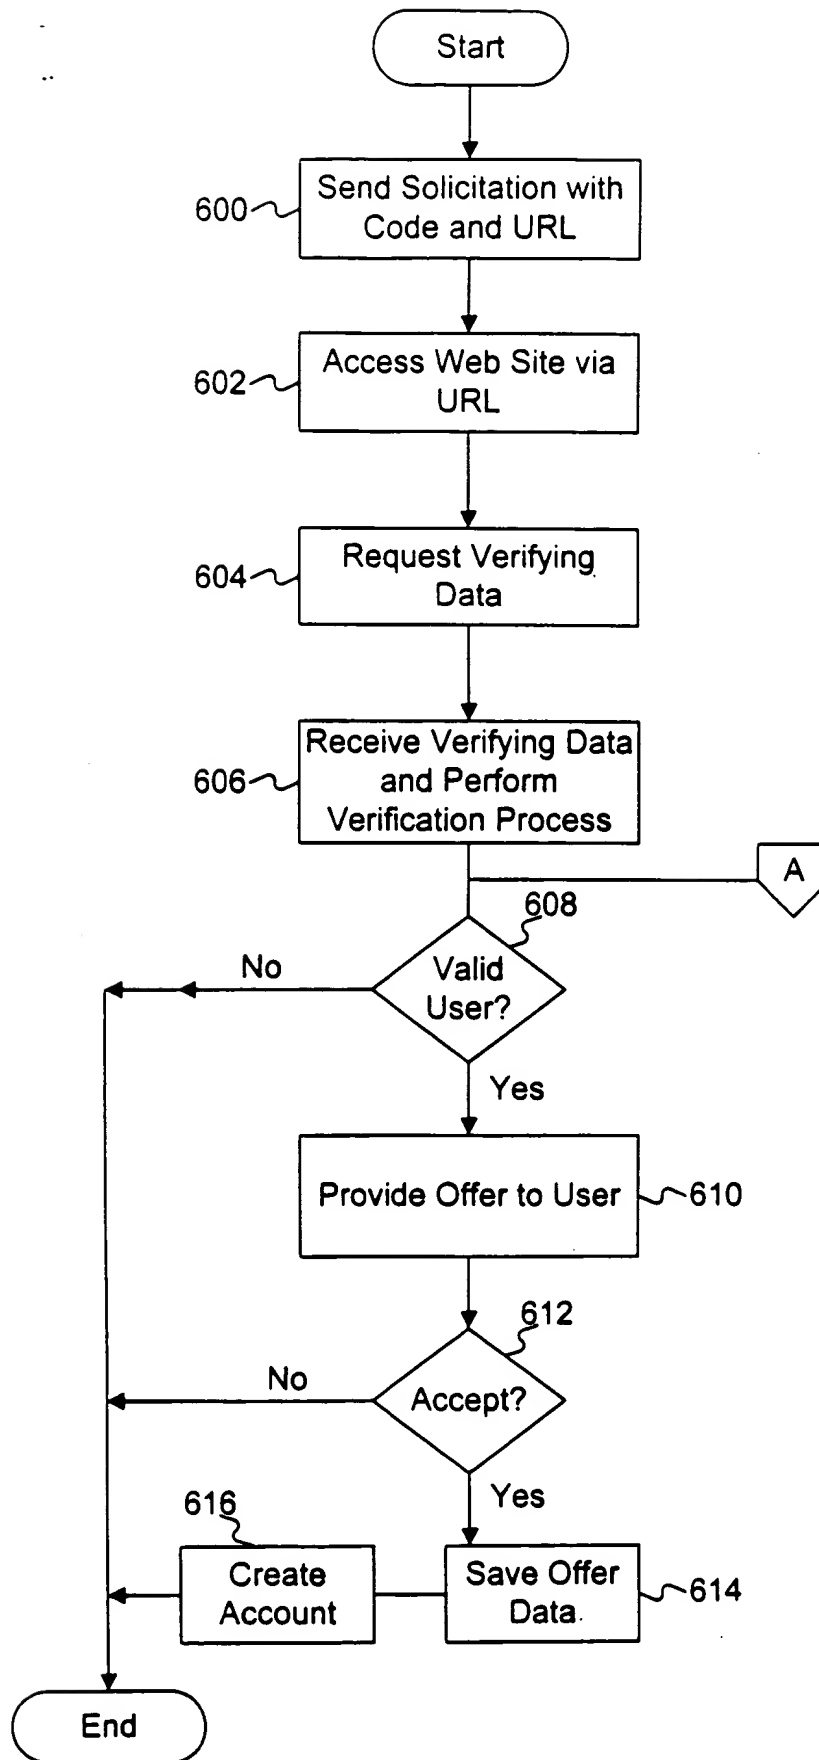 Start
Send Solicitation with
Code and URL
600
Access Web Site via
URL
602
Request Verifying
Data
604
Receive Verifying Data
and Perform
Verification Process
606
A
608
Valid
User?
No
Yes
Provide Offer to User
610
612
Accept?
No
Yes
616
Create
Account
Save Offer
Data
614
End